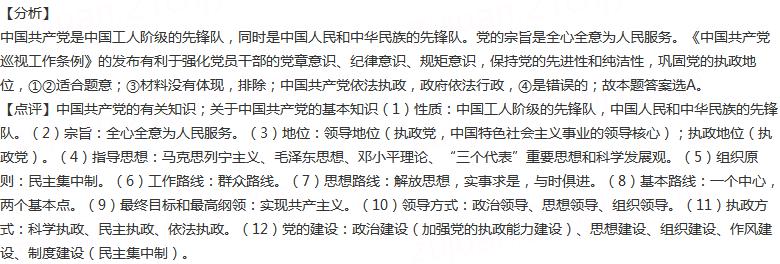 【分析】
中国共产党是中国工人阶级的先锋队，同时是中国人民和中华民族的先锋队。党的宗旨是全心全意为人民服务。《中国共产党
巡视工作条例》的发布有利于强化党员干部的党章意识、纪律意识、规矩意识，保持党的先进性和纯洁性，巩固党的执政地
位，①②适合题意；③材料没有体现，排除；中国共产党依法执政，政府依法行政，④是错误的；故本题答案选A。
【点评】中国共产党的有关知识；关于中国共产党的基本知识（1）性质：中国工人阶级的先锋队，中国人民和中华民族的先锋
队。（2）宗旨：全心全意为人民服务。（3）地位：领导地位（执政党，中国特色社会主义事业的领导核心）；执政地位（执
政党）。（4）指导思想：马克思列宁主义、毛泽东思想、邓小平理论、“三个代表”重要思想和科学发展观。（5）组织原
则：民主集中制。（6）工作路线：群众路线。（7）思想路线：解放思想，实事求是，与时俱进。（8）基本路线：一个中心，
两个基本点。（9）最终目标和最高纲领：实现共产主义。（10）领导方式：政治领导、思想领导、组织领导。（11）执政方
式：科学执政、民主执政、依法执政。（12）党的建设：政治建设（加强党的执政能力建设）、思想建设、组织建设、作风建
设、制度建设（民主集中制）。